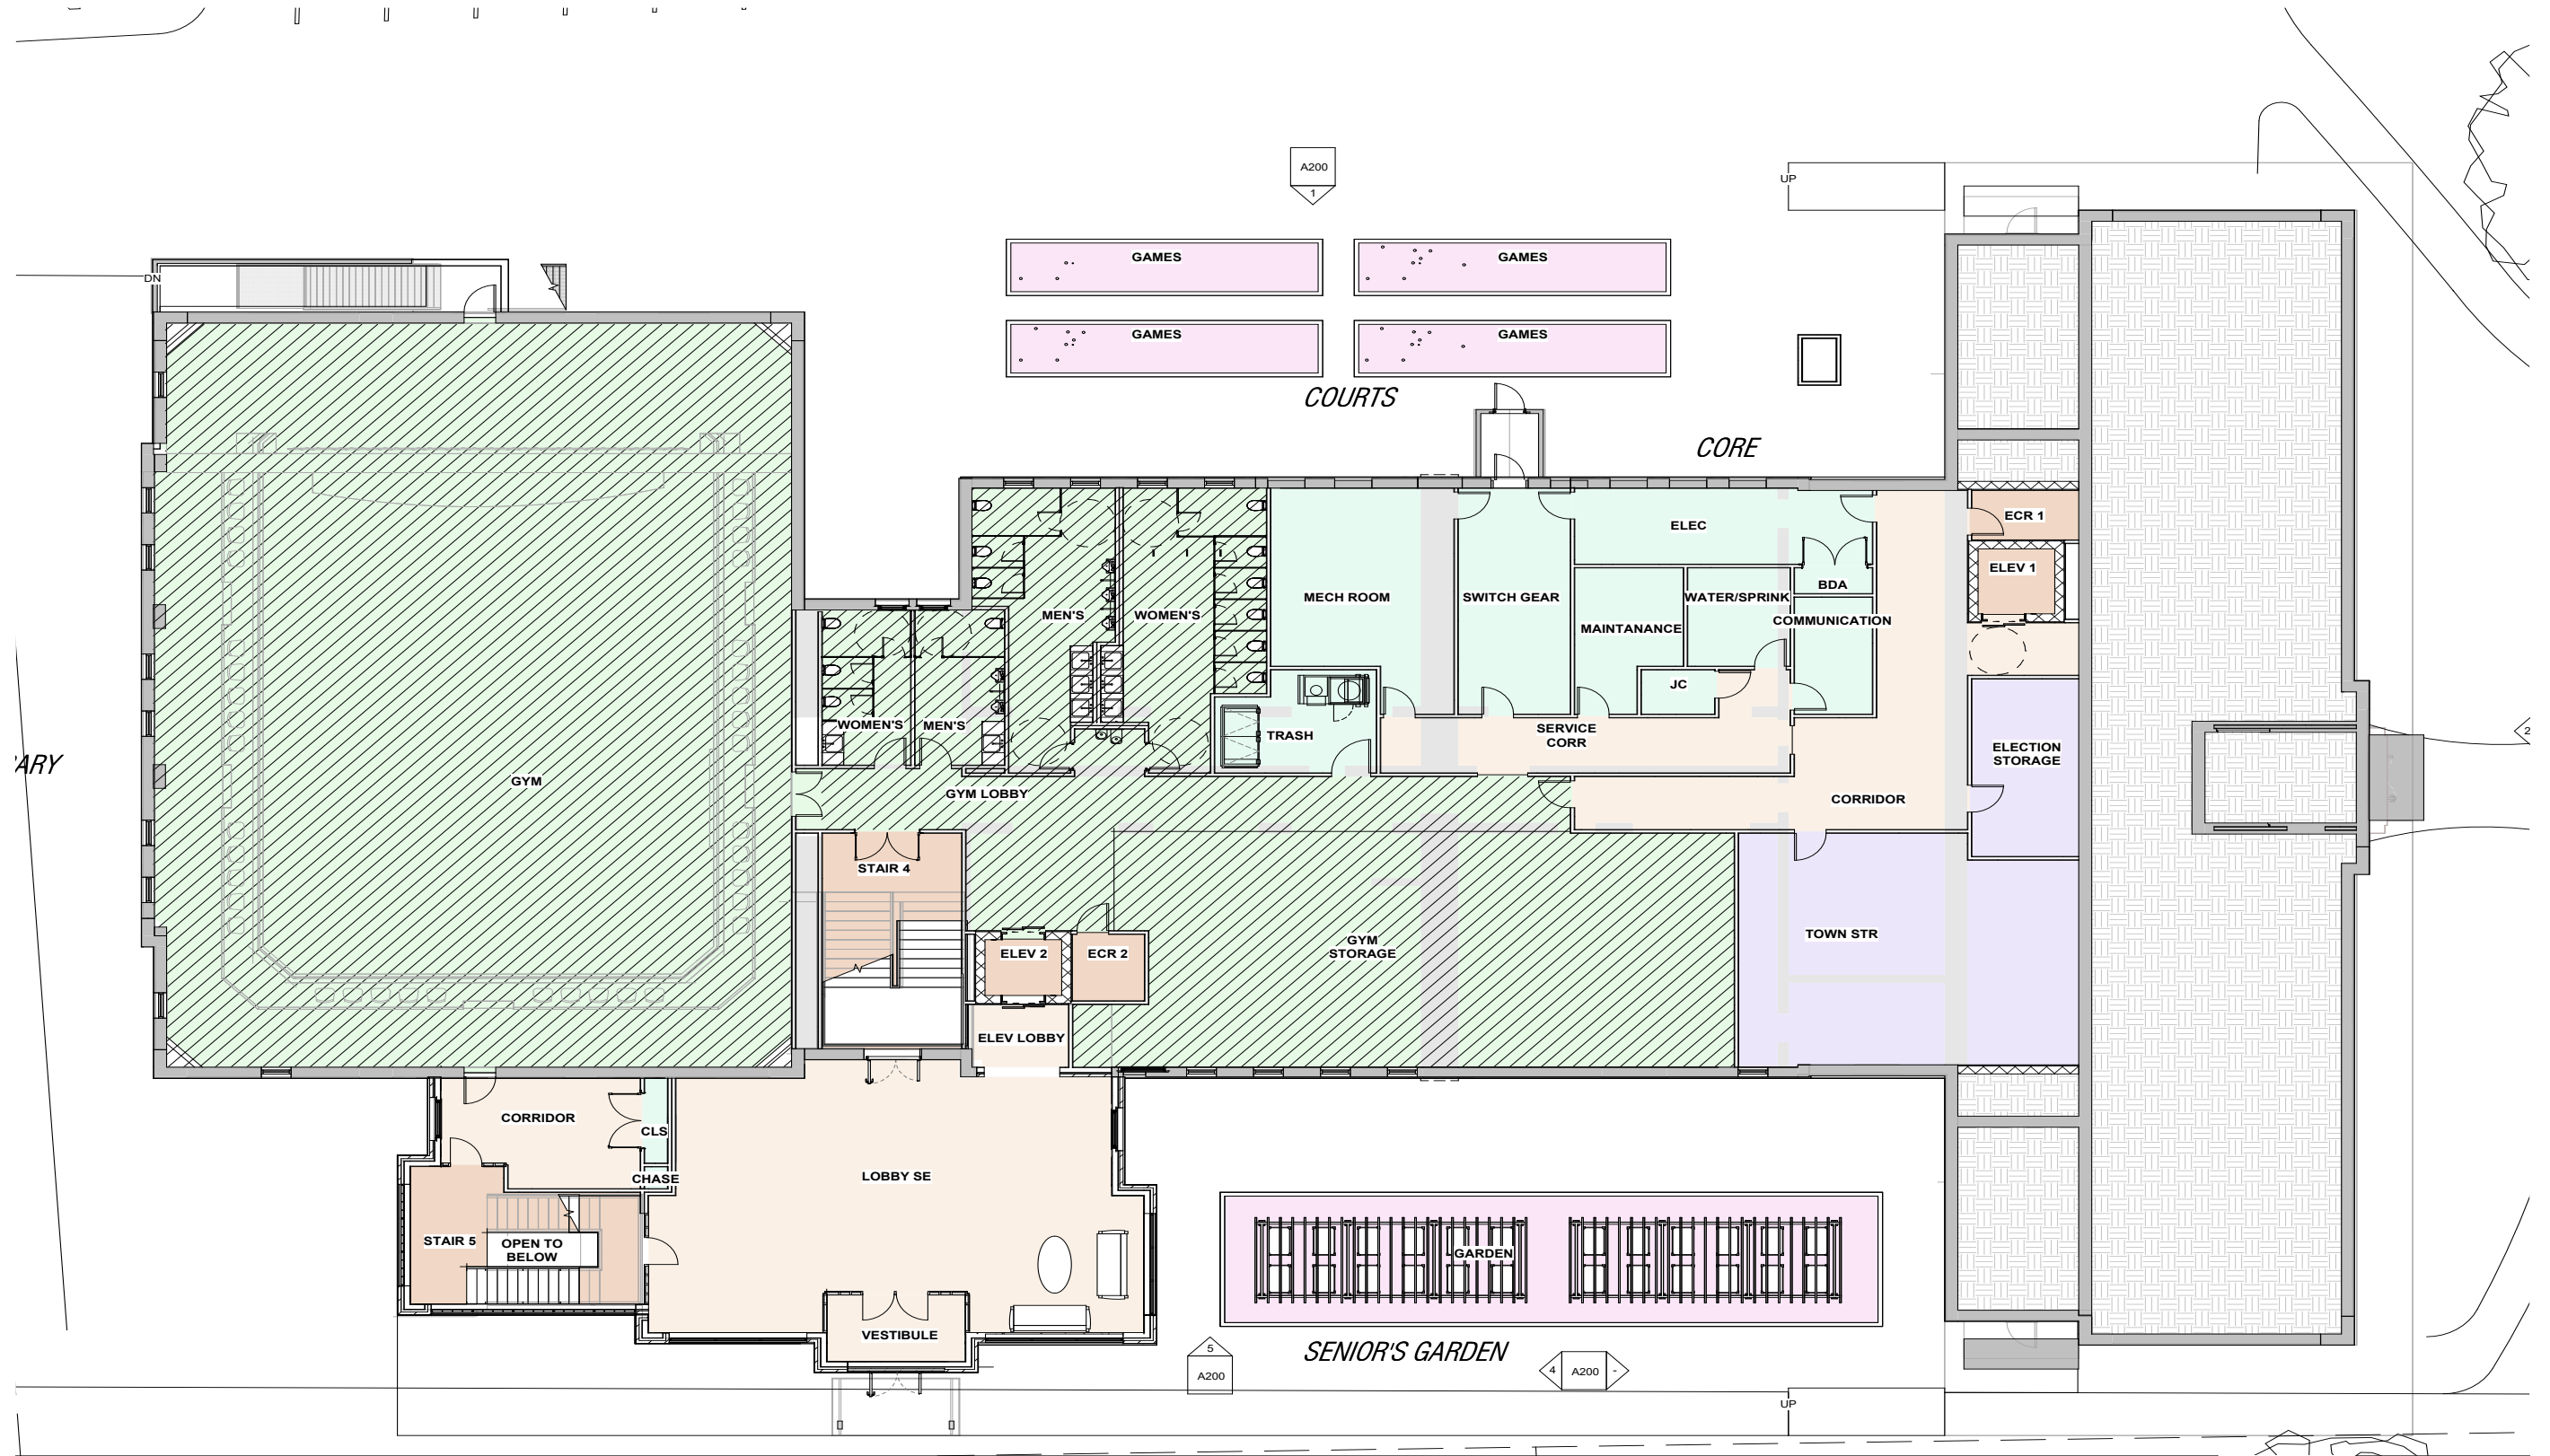 A200
1
UP
GAMES
GAMES
DN
GAMES
GAMES
COURTS
CORE
ECR 1
ELEC
ELEV 1
BDA
MECH ROOM
SWITCH GEAR
WATER/SPRINK
MEN'S
WOMEN'S
MAINTANANCE
COMMUNICATION
JC
WOMEN'S
MEN'S
TRASH
SERVICE
CORR
ELECTION
STORAGE
2
ARY
GYM
GYM LOBBY
CORRIDOR
STAIR 4
TOWN STR
ELEV 2
ECR 2
GYM
STORAGE
ELEV LOBBY
CORRIDOR
CLS
CHASE
LOBBY SE
STAIR 5
OPEN TO
BELOW
GARDEN
VESTIBULE
SENIOR'S GARDEN
5
A200
4
A200
-
UP